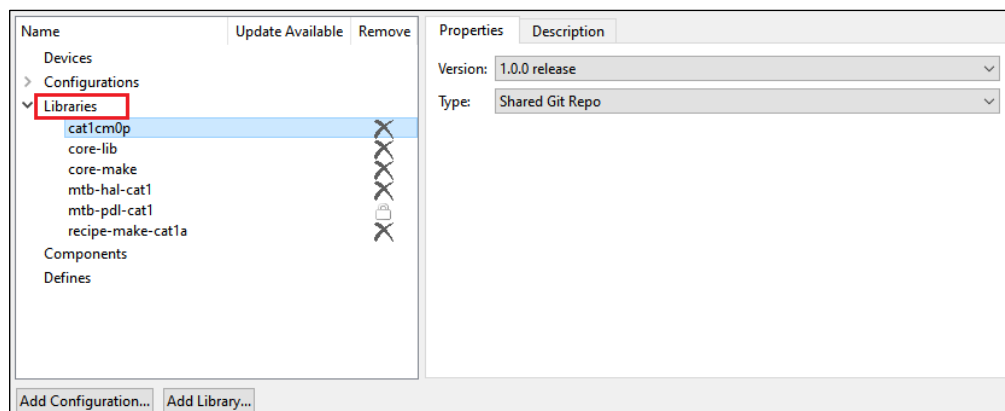 Name Update Available Remove
Devices
Configurations
Libraries
cat1cm0p
core-lib
core-make
mtb-hal-cat1
mtb-pdl-cat1
recipe-make-cat1a
Components
Defines
Add Configuration... Add Library...
Properties Description
Version: 1.0.0 release
Type: Shared Git Repo